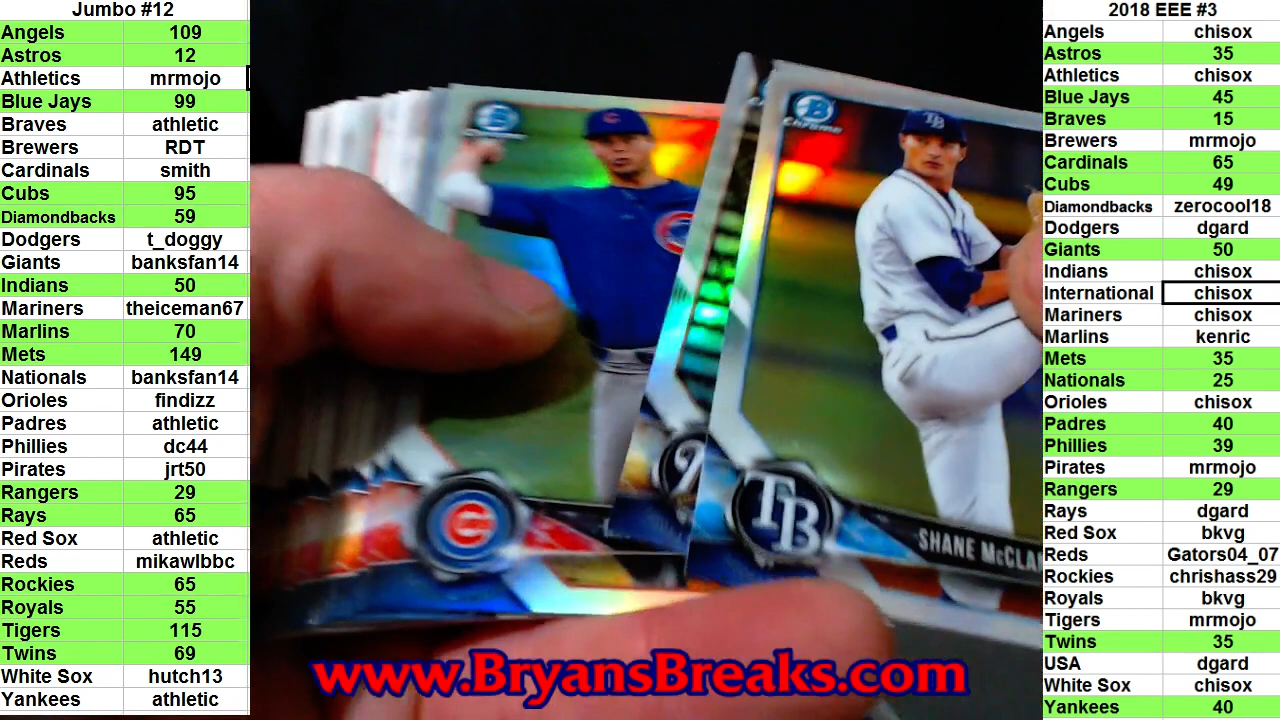 Jumbo #12
Angels 109
Astros 12
Athletics mrmojo
Blue Jays 99
Braves athletic
Brewers RDT
Cardinals smith
Cubs 95
Diamondbacks 59
Dodgers t_doggy
Giants banksfan14
Indians 50
Mariners theiceman67
Marlins 70
Mets 149
Nationals banksfan14
Orioles findizz
Padres athletic
Phillies dc44
Pirates jrt50
Rangers 29
Rays 65
Red Sox athletic
Reds mikawlbbc
Rockies 65
Royals 55
Tigers 115
Twins 69
White Sox hutch13
Yankees athletic
B
Chrome
C
B
Chrome
TB
C
TB
SHANE McCLA
www.BryansBreaks.com
2018 EEE #3
Angels chisox
Astros 35
Athletics chisox
Blue Jays 45
Braves 15
Brewers mrmojo
Cardinals 65
Cubs 49
Diamondbacks zerocool18
Dodgers dgard
Giants 50
Indians chisox
International chisox
Mariners chisox
Marlins kenric
Mets 35
Nationals 25
Orioles chisox
Padres 40
Phillies 39
Pirates mrmojo
Rangers 29
Rays dgard
Red Sox bkvg
Reds Gators04_07
Rockies chrishass29
Royals bkvg
Tigers mrmojo
Twins 35
USA dgard
White Sox chisox
Yankees 40